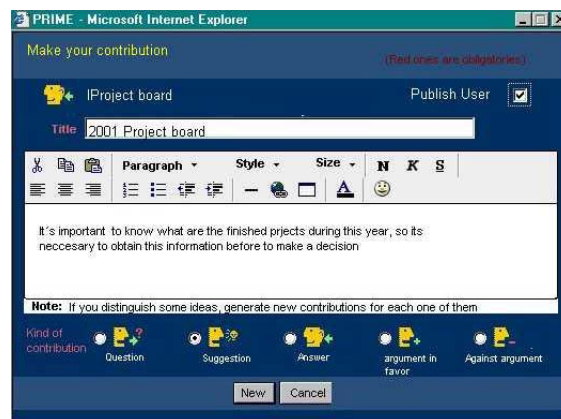 PRIME - Microsoft Internet Explorer
Make your contribution
(Red ones are obligatories)
IProject board
Publish User
Title 2001 Project board
Paragraph Style Size N K S
A
It´s important to know what are the finished prjects during this year, so its
neccesary to obtain this information before to make a decision
Note: If you distinguish some ideas, generate new contributions for each one of them
Kind of
contribution
Question
Suggestion
Answer
argument in
favor
Against argument
New Cancel